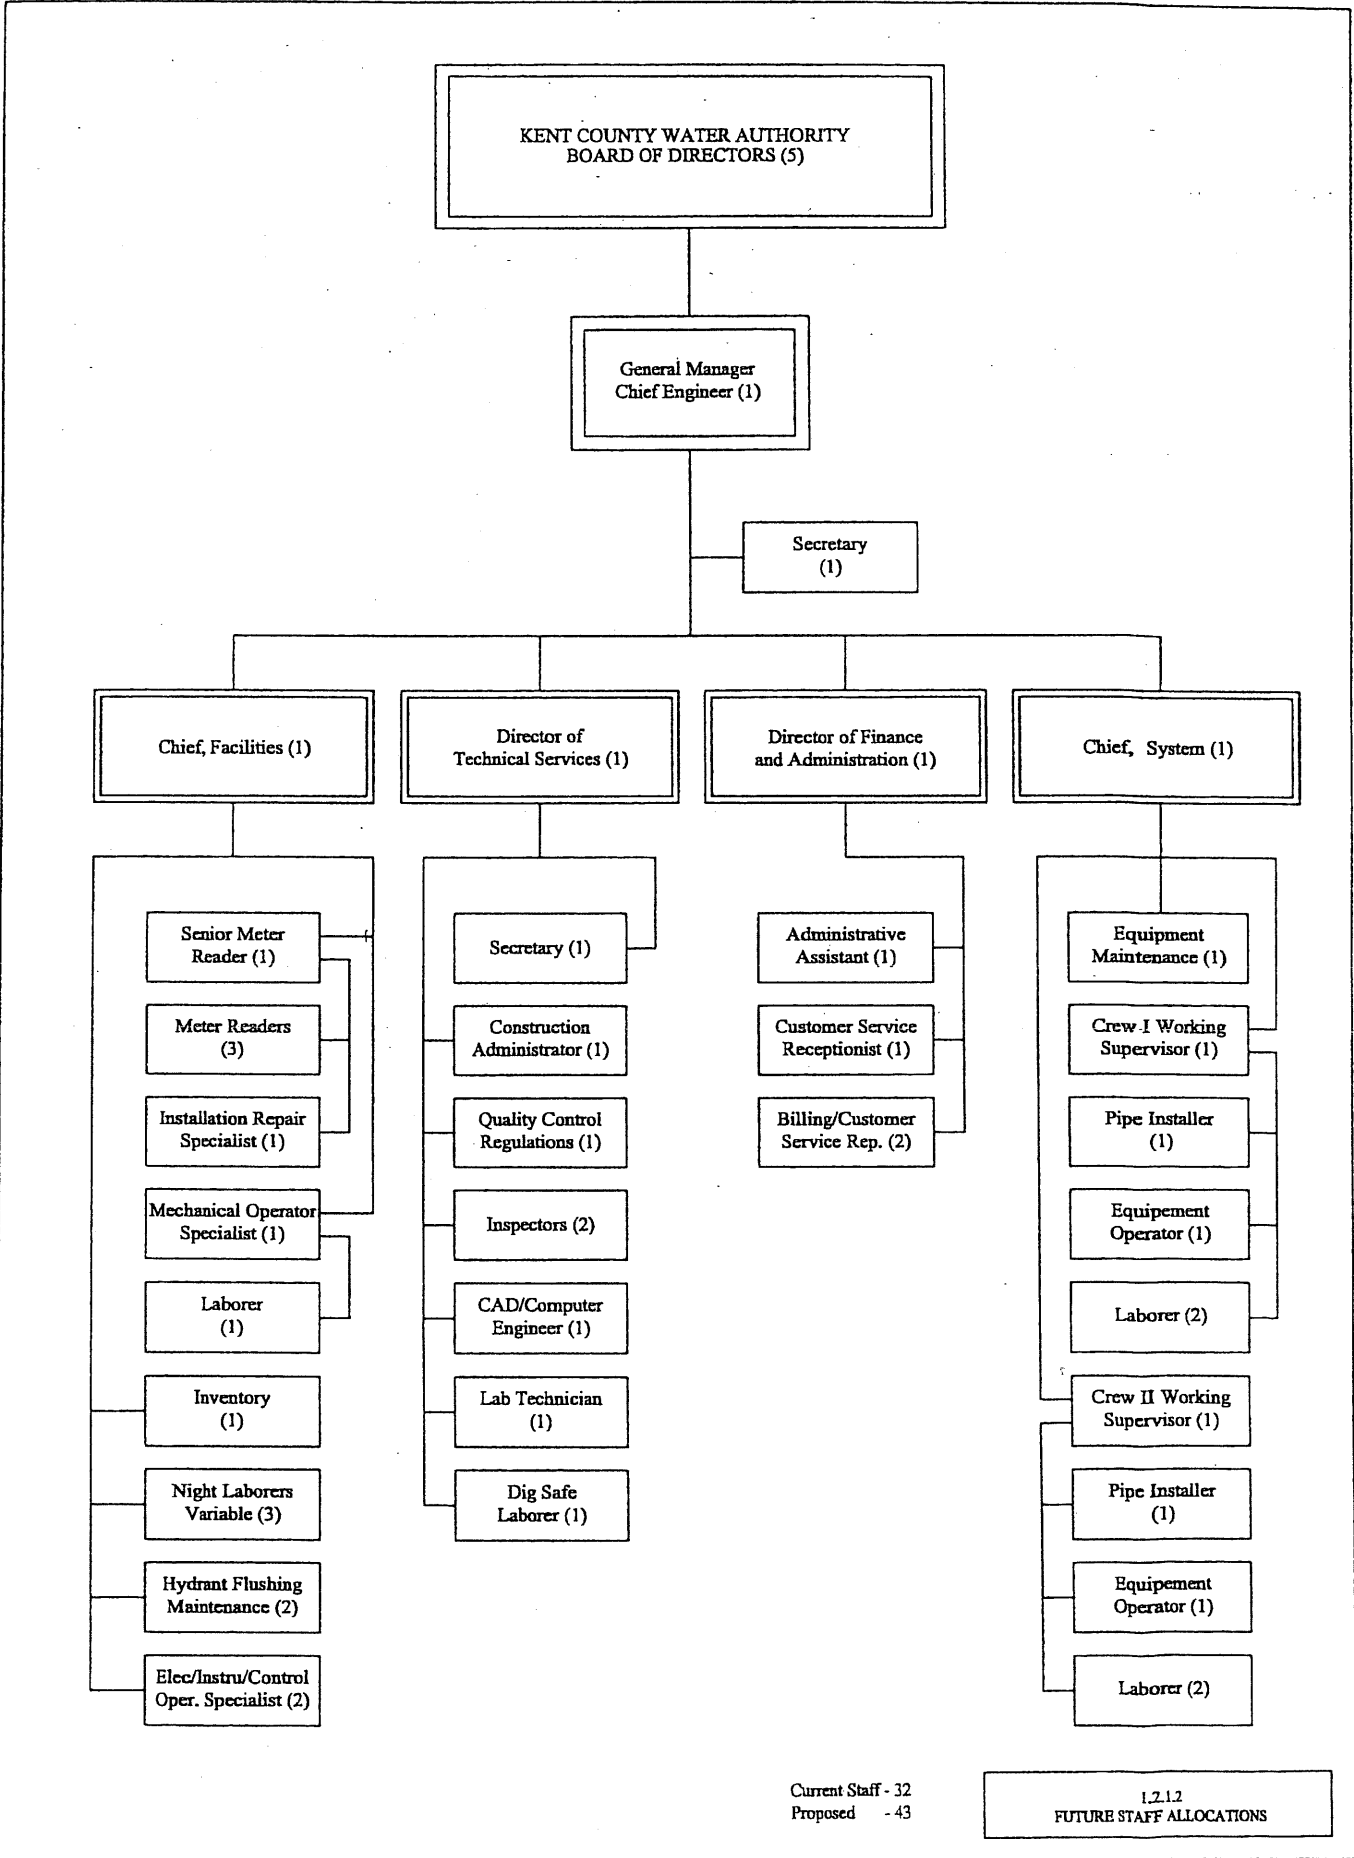 KENT COUNTY WATER AUTHORITY
BOARD OF DIRECTORS (5)
General Manager
Chief Engineer (1)
Secretary
(1)
Chief, Facilities (1)
Director of
Technical Services (1)
Director of Finance
and Administration (1)
Chief, System (1)
Senior Meter
Reader (1)
Meter Readers
(3)
Installation Repair
Specialist (1)
Mechanical Operator
Specialist (1)
Laborer
(1)
Inventory
(1)
Night Laborers
Variable (3)
Hydrant Flushing
Maintenance (2)
Elec/Instru/Control
Oper. Specialist (2)
Secretary (1)
Construction
Administrator (1)
Quality Control
Regulations (1)
Inspectors (2)
CAD/Computer
Engineer (1)
Lab Technician
(1)
Dig Safe
Laborer (1)
Administrative
Assistant (1)
Customer Service
Receptionist (1)
Billing/Customer
Service Rep. (2)
Equipment
Maintenance (1)
Crew I Working
Supervisor (1)
Pipe Installer
(1)
Equipement
Operator (1)
Laborer (2)
Crew II Working
Supervisor (1)
Pipe Installer
(1)
Equipement
Operator (1)
Laborer (2)
Current Staff - 32
Proposed - 43
1.2.1.2
FUTURE STAFF ALLOCATIONS